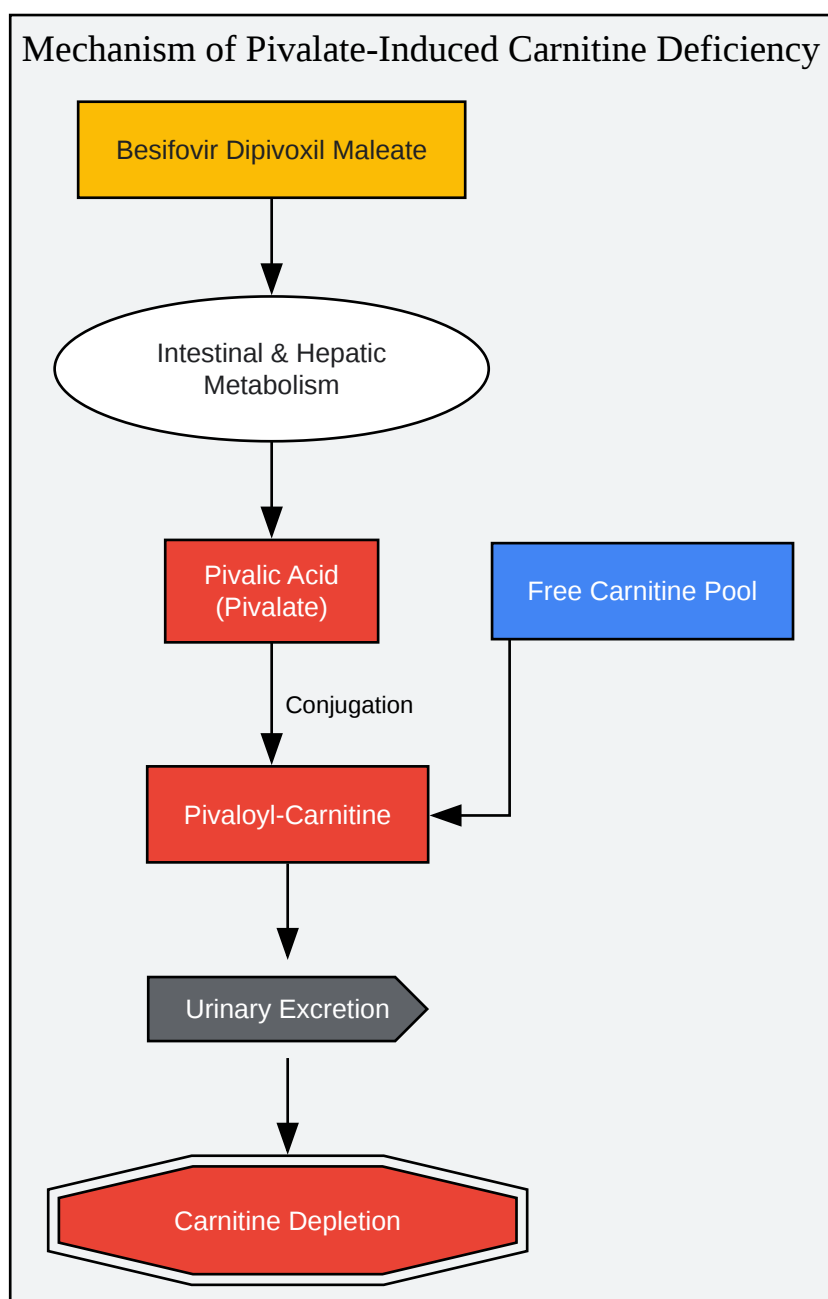 Mechanism of Pivalate-Induced Carnitine Deficiency
Besifovir Dipivoxil Maleate
Intestinal & Hepatic
Metabolism
Pivalic Acid
(Pivalate)
Free Carnitine Pool
Conjugation
Pivaloyl-Carnitine
Urinary Excretion
Carnitine Depletion